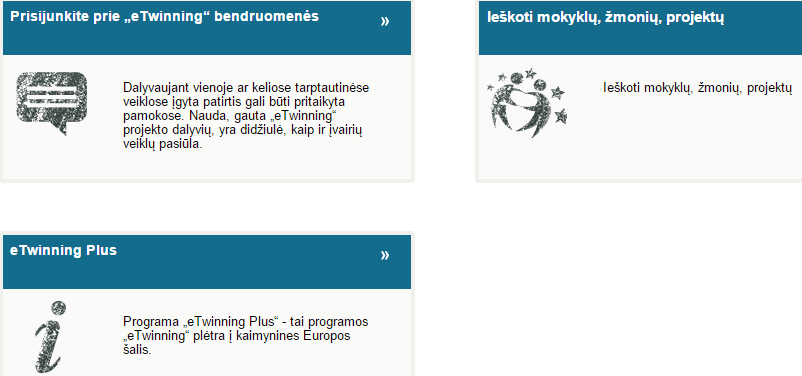 Prisijunkite prie „eTwinning“ bendruomenės »
Dalyvaujant vienoje ar keliose tarptautinėse
veiklose įgyta patirtis gali būti pritaikyta
pamokose. Nauda, gauta „eTwinning“
projekto dalyvių, yra didžiulė, kaip ir įvairių
veiklų pasiūla.
Ieškoti mokyklų, žmonių, projektų
Ieškoti mokyklų, žmonių, projektų
eTwinning Plus »
Programa „eTwinning Plus“ - tai programos
„eTwinning“ plėtra į kaimynines Europos
šalis.